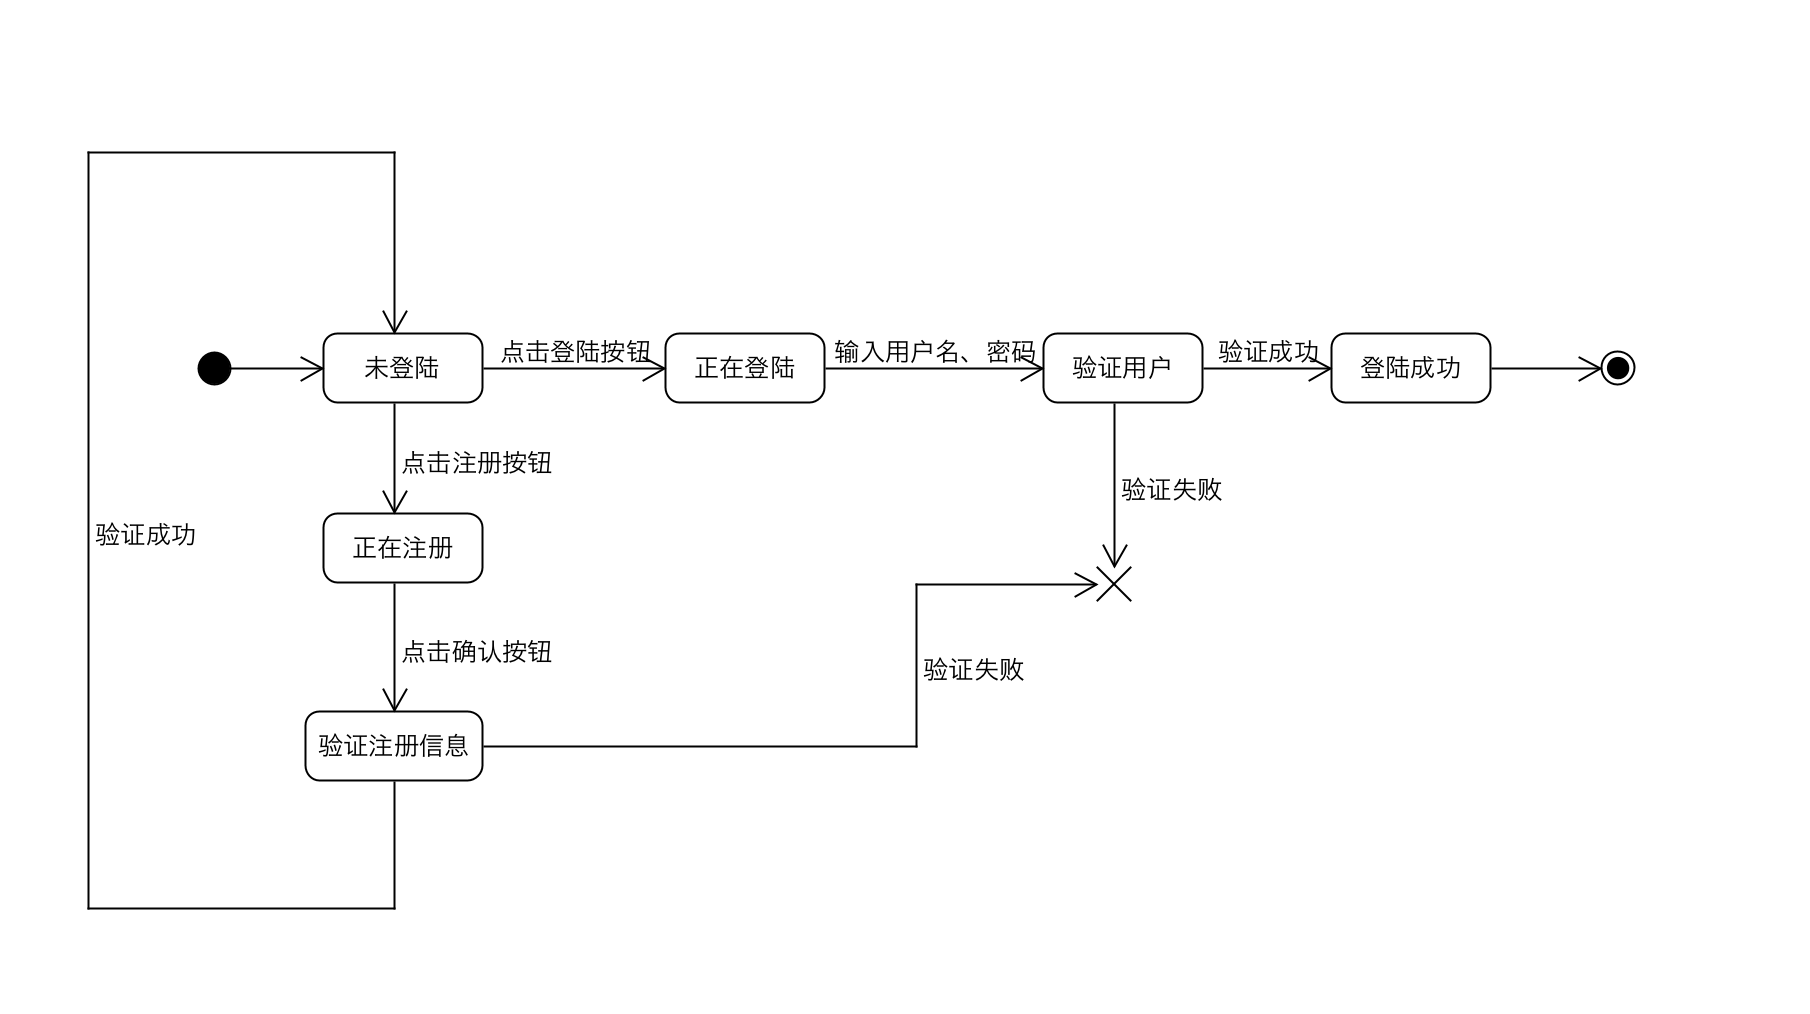 未登陆
点击登陆按钮
正在登陆
输入用户名、密码
验证用户
验证成功
登陆成功
点击注册按钮
验证失败
验证成功
正在注册
点击确认按钮
验证失败
验证注册信息